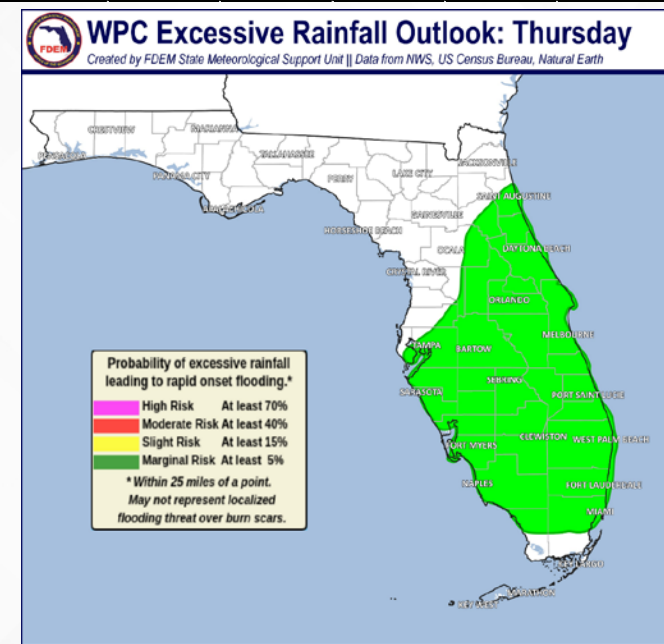 FDEM
WPC Excessive Rainfall Outlook: Thursday
Created by FDEM State Meteorological Support Unit || Data from NWS, US Census Bureau, Natural Earth
CRESTVIEW
MARIANNA
PENSACOLA
PANAMA CITY
TALLAHASSEE
APALACHICOLA
PERRY
LAKE CITY
JACKSONVILLE
SAINT AUGUSTINE
GAINESVILLE
HORSESHOE BEACH
OCALA
DAYTONA BEACH
CRYSTAL RIVER
ORLANDO
MELBOURNE
TAMPA
BARTOW
SEBRING
SARASOTA
PORT SAINT LUCIE
CLEWISTON
WEST PALM BEACH
FORT MYERS
NAPLES
FORT LAUDERDALE
MIAMI
KEY LARGO
MARATHON
KEY WEST
Probability of excessive rainfall
leading to rapid onset flooding.*
High Risk At least 70%
Moderate Risk At least 40%
Slight Risk At least 15%
Marginal Risk At least 5%
* Within 25 miles of a point.
May not represent localized
flooding threat over burn scars.